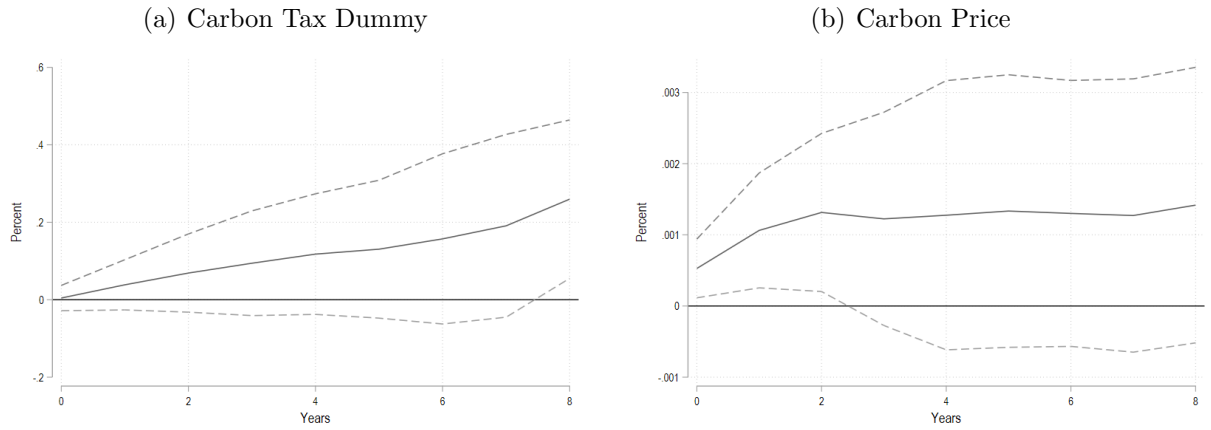 (a) Carbon Tax Dummy
.6
.4
.2
0
-.2
Percent
0 2 4 6 8
Years
(b) Carbon Price
.003
.002
.001
0
-.001
Percent
0 2 4 6 8
Years